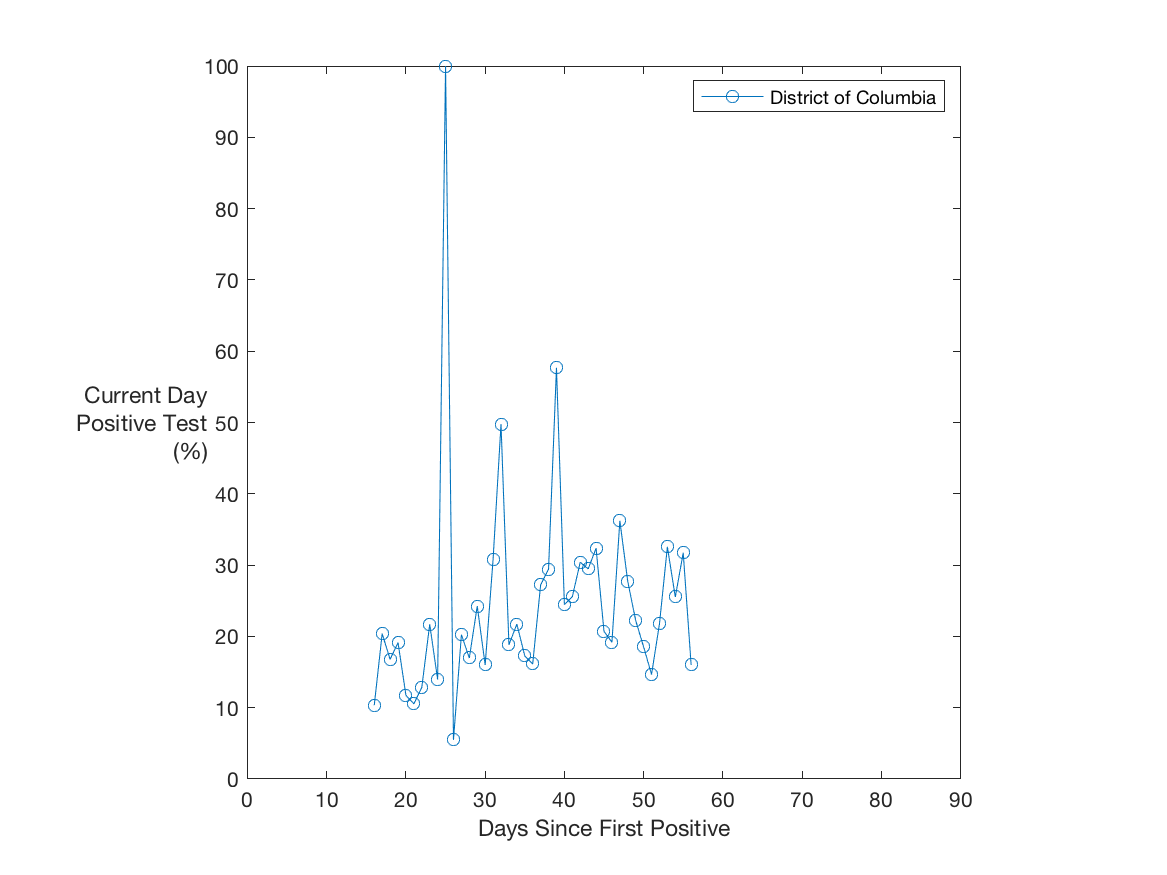 100
90
80
70
60
50
40
30
20
10
0
Current Day
Positive Test
(%)
District of Columbia
0 10 20 30 40 50 60 70 80 90
Days Since First Positive